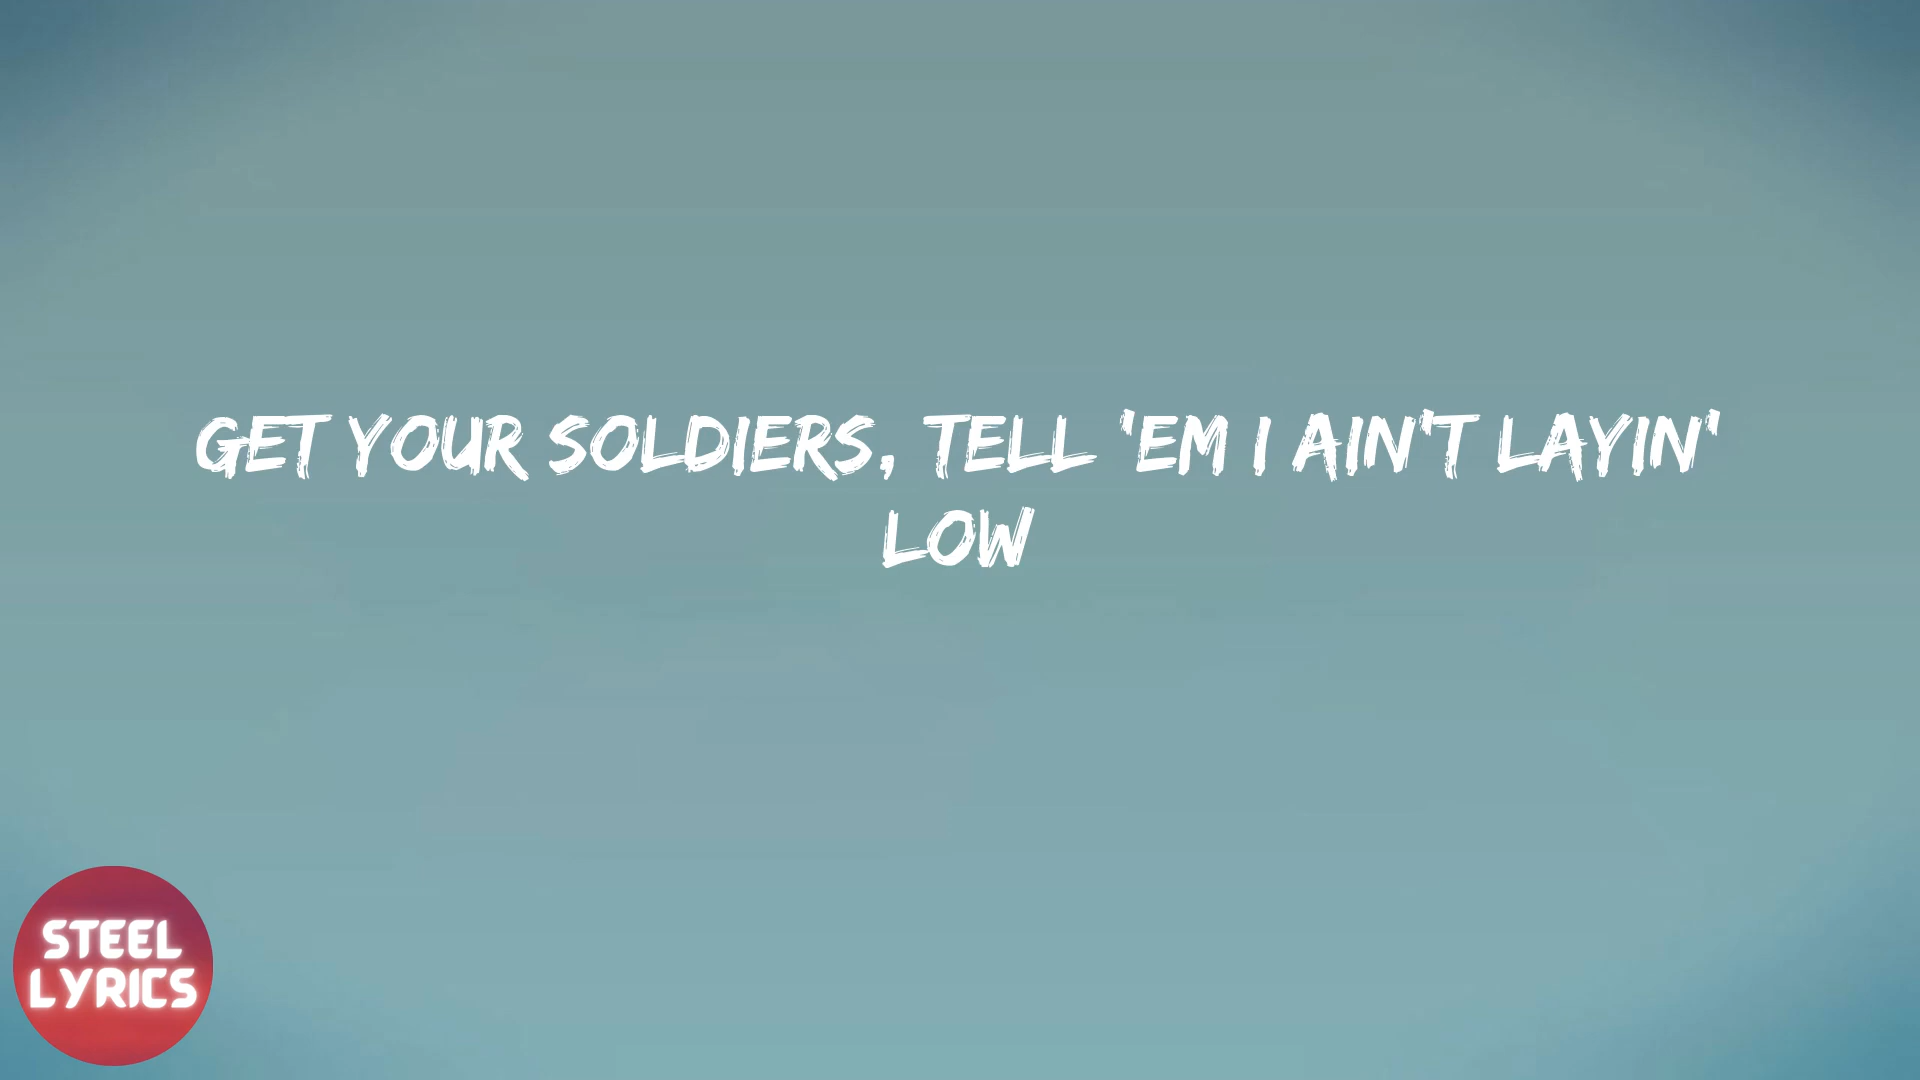 GET YOUR SOLDIERS, TELL 'EM I AIN'T LAYIN'
LOW
STEEL
LYRICS